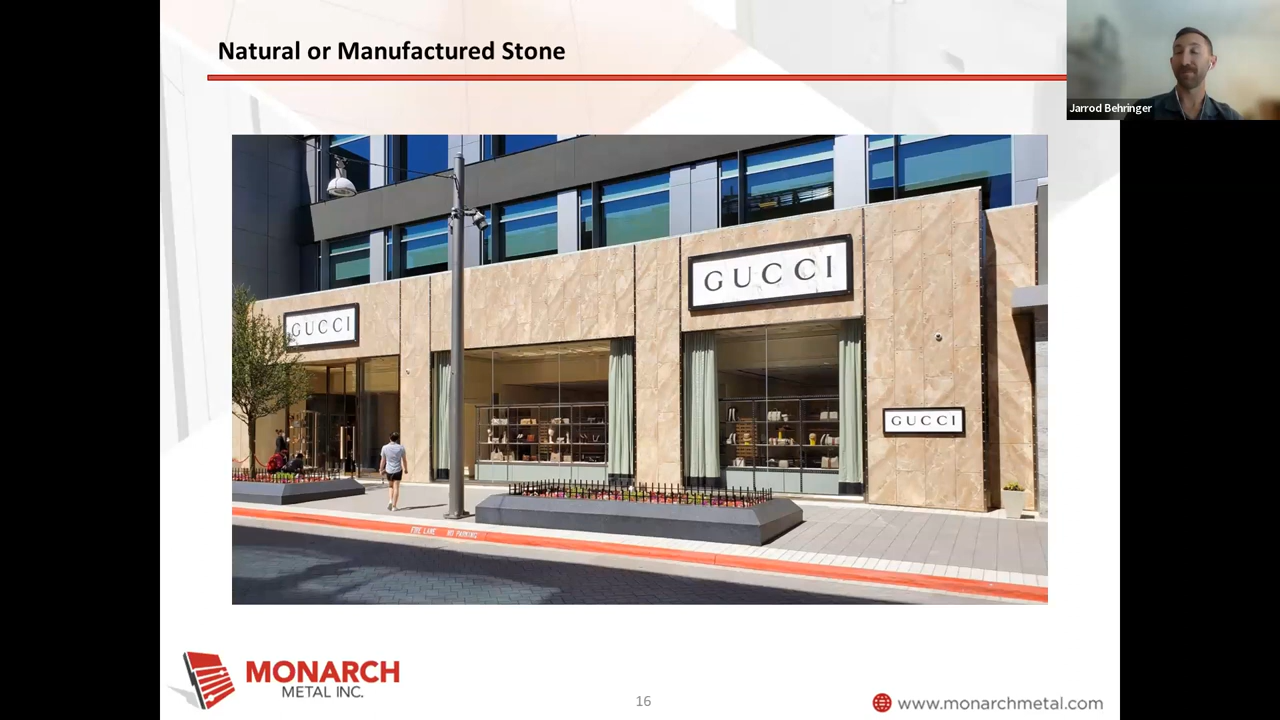 Natural or Manufactured Stone
Jarrod Behringer
GUCCI
GUCCI
GUCCI
FIRE LANE NO PARKING
MONARCH
METAL INC.
16
www.monarchmetal.com